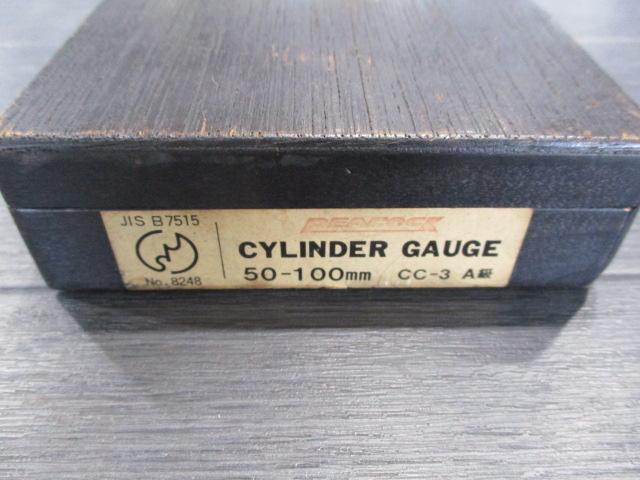 JIS B7515
No. 8248
PEACOCK
CYLINDER GAUGE
50-100mm CC-3 A級